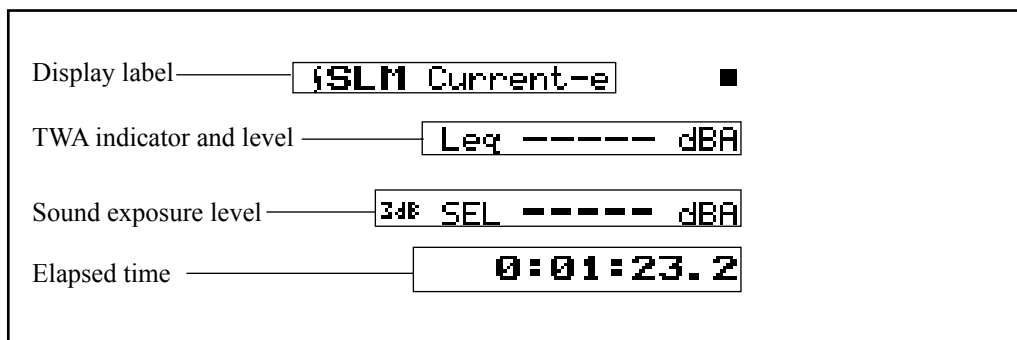 Display label ∫SLM Current-e ■
TWA indicator and level Leq ----- dBA
Sound exposure level 3dB SEL ----- dBA
Elapsed time 0:01:23.2